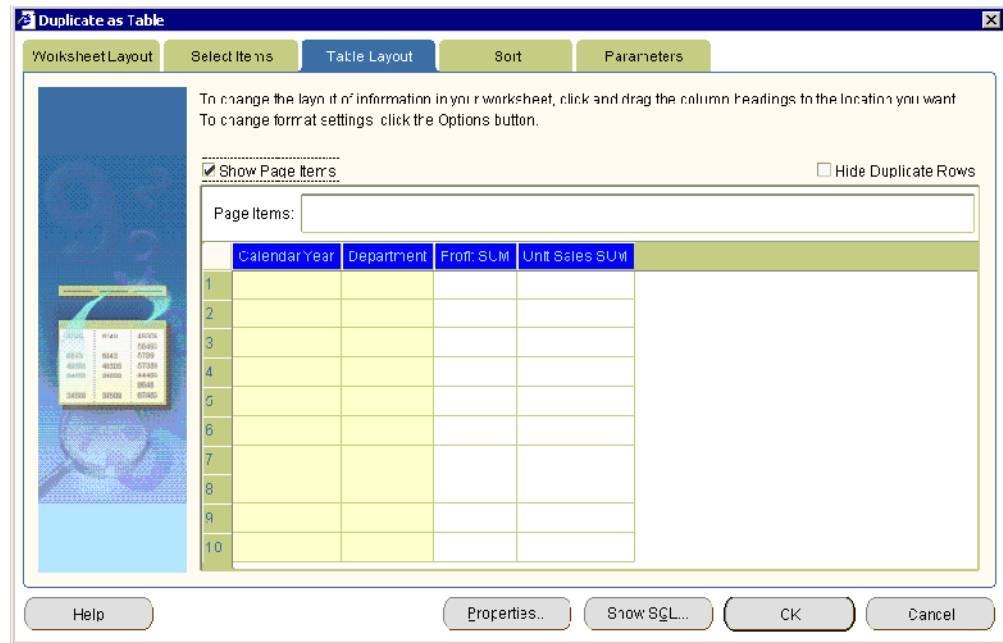 Duplicate as Table
Worksheet Layout Select Items Table Layout Sort Parameters
To change the layout of information in your worksheet, click and drag the column headings to the location you want.
To change format settings, click the Options button.
Show Page Items Hide Duplicate Rows
Page Items:
Calendar Year Department Profit SUM Unit Sales SUM
1
2
3
4
5
6
7
8
9
10
Help Properties... Show SQL... OK Cancel